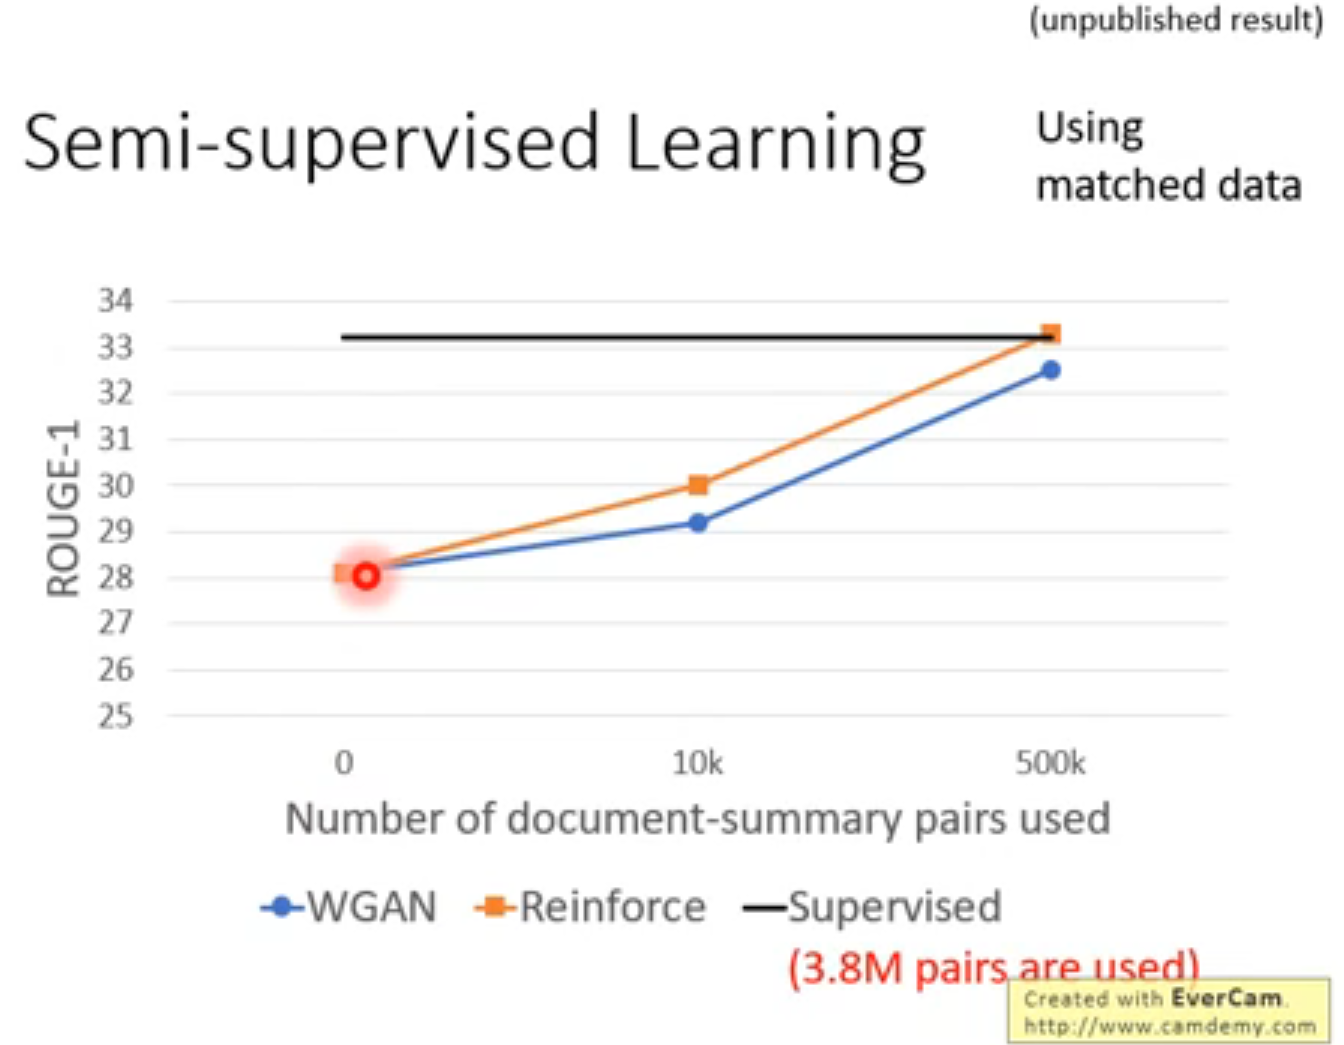 (unpublished result)
Semi-supervised Learning
Using
matched data
34
33
32
31
30
29
28
27
26
25
ROUGE-1
0 10k 500k
Number of document-summary pairs used
WGAN Reinforce Supervised
(3.8M pairs are used)
Created with EverCam.
http://www.camdemy.com